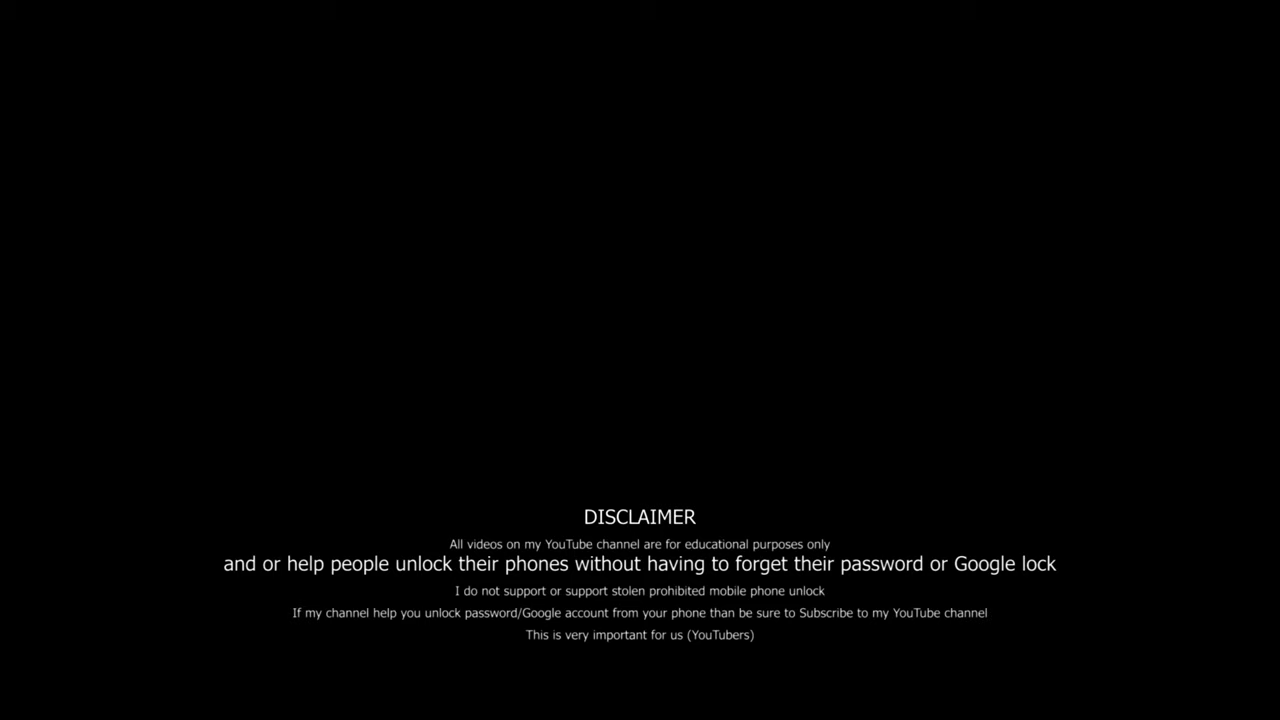 DISCLAIMER
All videos on my YouTube channel are for educational purposes only
and or help people unlock their phones without having to forget their password or Google lock
I do not support or support stolen prohibited mobile phone unlock
If my channel help you unlock password/Google account from your phone than be sure to Subscribe to my YouTube channel
This is very important for us (YouTubers)